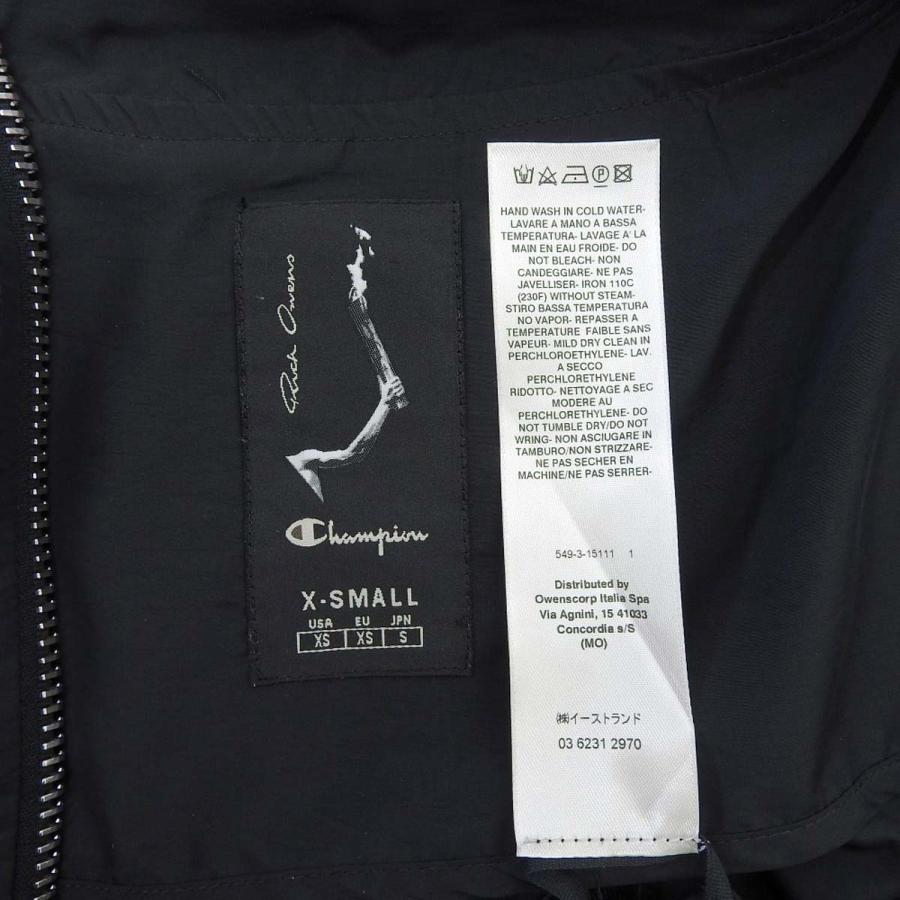 Rick Owens
Champion
X-SMALL
USA EU JPN
XS XS S
P
HAND WASH IN COLD WATER-
LAVARE A MANO A BASSA
TEMPERATURA- LAVAGE A' LA
MAIN EN EAU FROIDE- DO
NOT BLEACH- NON
CANDEGGIARE- NE PAS
JAVELLISER- IRON 110C
(230F) WITHOUT STEAM-
STIRO BASSA TEMPERATURA
NO VAPOR- REPASSER A
TEMPERATURE FAIBLE SANS
VAPEUR- MILD DRY CLEAN IN
PERCHLOROETHYLENE- LAV.
A SECCO
PERCHLORETHYLENE
RIDOTTO- NETTOYAGE A SEC
MODERE AU
PERCHLORETHYLENE- DO
NOT TUMBLE DRY/DO NOT
WRING- NON ASCIUGARE IN
TAMBURO/NON STRIZZARE-
NE PAS SECHER EN
MACHINE/NE PAS SERRER-
549-3-15111 1
Distributed by
Owenscorp Italia Spa
Via Agnini, 15 41033
Concordia s/S
(MO)
㈱イーストランド
03 6231 2970